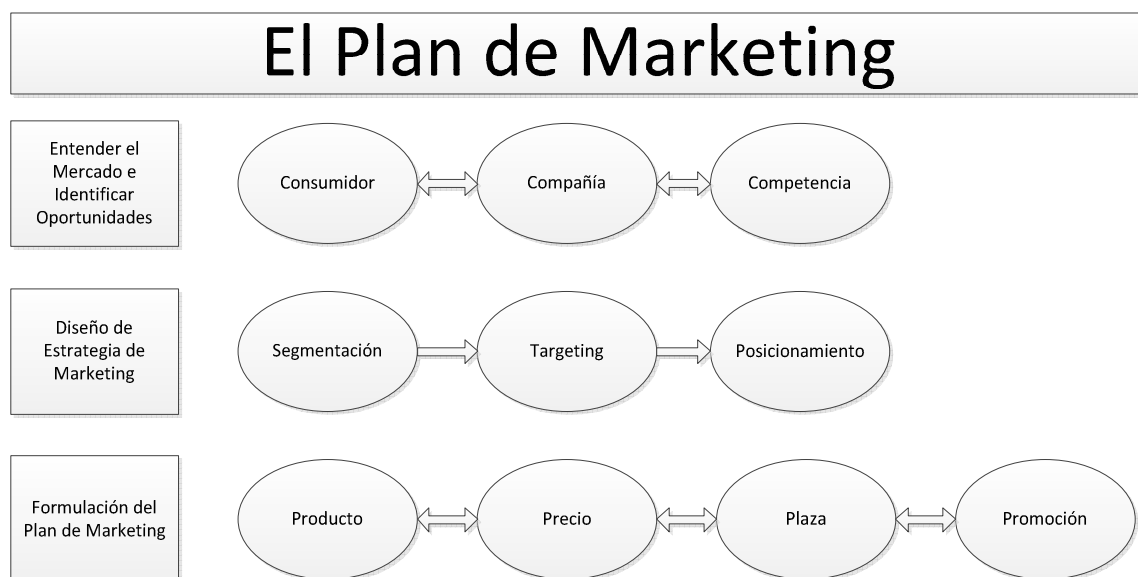 El Plan de Marketing
Entender el
Mercado e
Identificar
Oportunidades
Consumidor
Compañía
Competencia
Diseño de
Estrategia de
Marketing
Segmentación
Targeting
Posicionamiento
Formulación del
Plan de Marketing
Producto
Precio
Plaza
Promoción